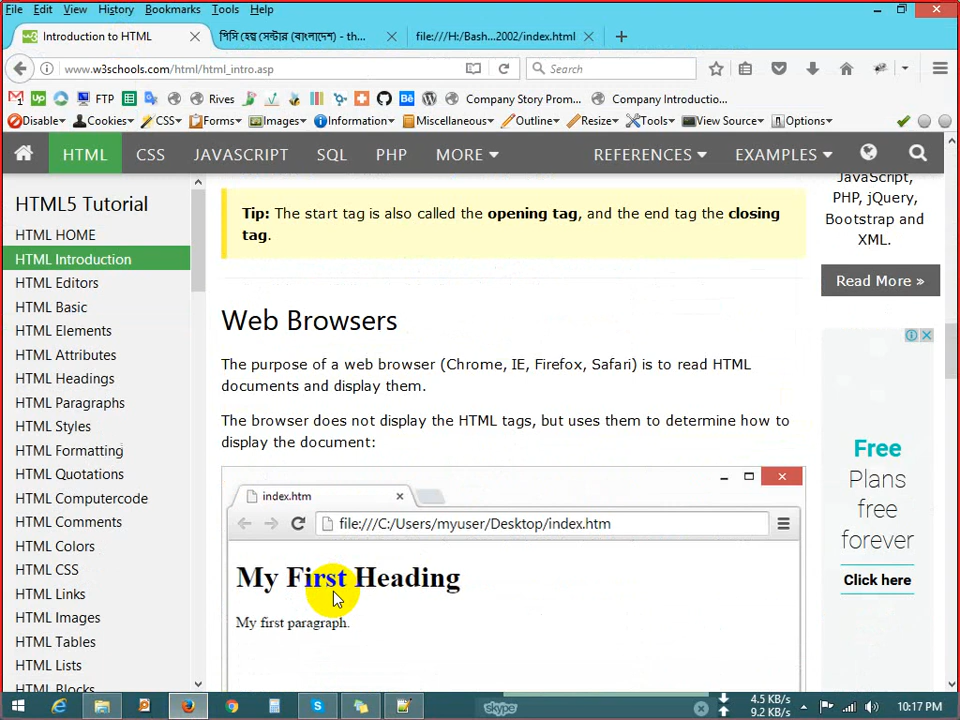 File Edit View History Bookmarks Tools Help
Introduction to HTML
পিসি হেল্প সেন্টার (বাংলাদেশ) - th...
file:///H:/Bash...2002/index.html
www.w3schools.com/html/html_intro.asp
Search
FTP Rives Company Story Prom... Company Introductio...
Disable Cookies CSS Forms Images Information Miscellaneous Outline Resize Tools View Source Options
HTML CSS JAVASCRIPT SQL PHP MORE REFERENCES EXAMPLES
HTML5 Tutorial
HTML HOME
HTML Introduction
HTML Editors
HTML Basic
HTML Elements
HTML Attributes
HTML Headings
HTML Paragraphs
HTML Styles
HTML Formatting
HTML Quotations
HTML Computercode
HTML Comments
HTML Colors
HTML CSS
HTML Links
HTML Images
HTML Tables
HTML Lists
HTML Blocks
Tip: The start tag is also called the opening tag, and the end tag the closing
tag.
Web Browsers
The purpose of a web browser (Chrome, IE, Firefox, Safari) is to read HTML
documents and display them.
The browser does not display the HTML tags, but uses them to determine how to
display the document:
index.htm
file:///C:/Users/myuser/Desktop/index.htm
My First Heading
My first paragraph.
JavaScript,
PHP, jQuery,
Bootstrap and
XML.
Read More »
Free
Plans
free
forever
Click here
skype
4.5 KB/s
9.2 KB/s
10:17 PM